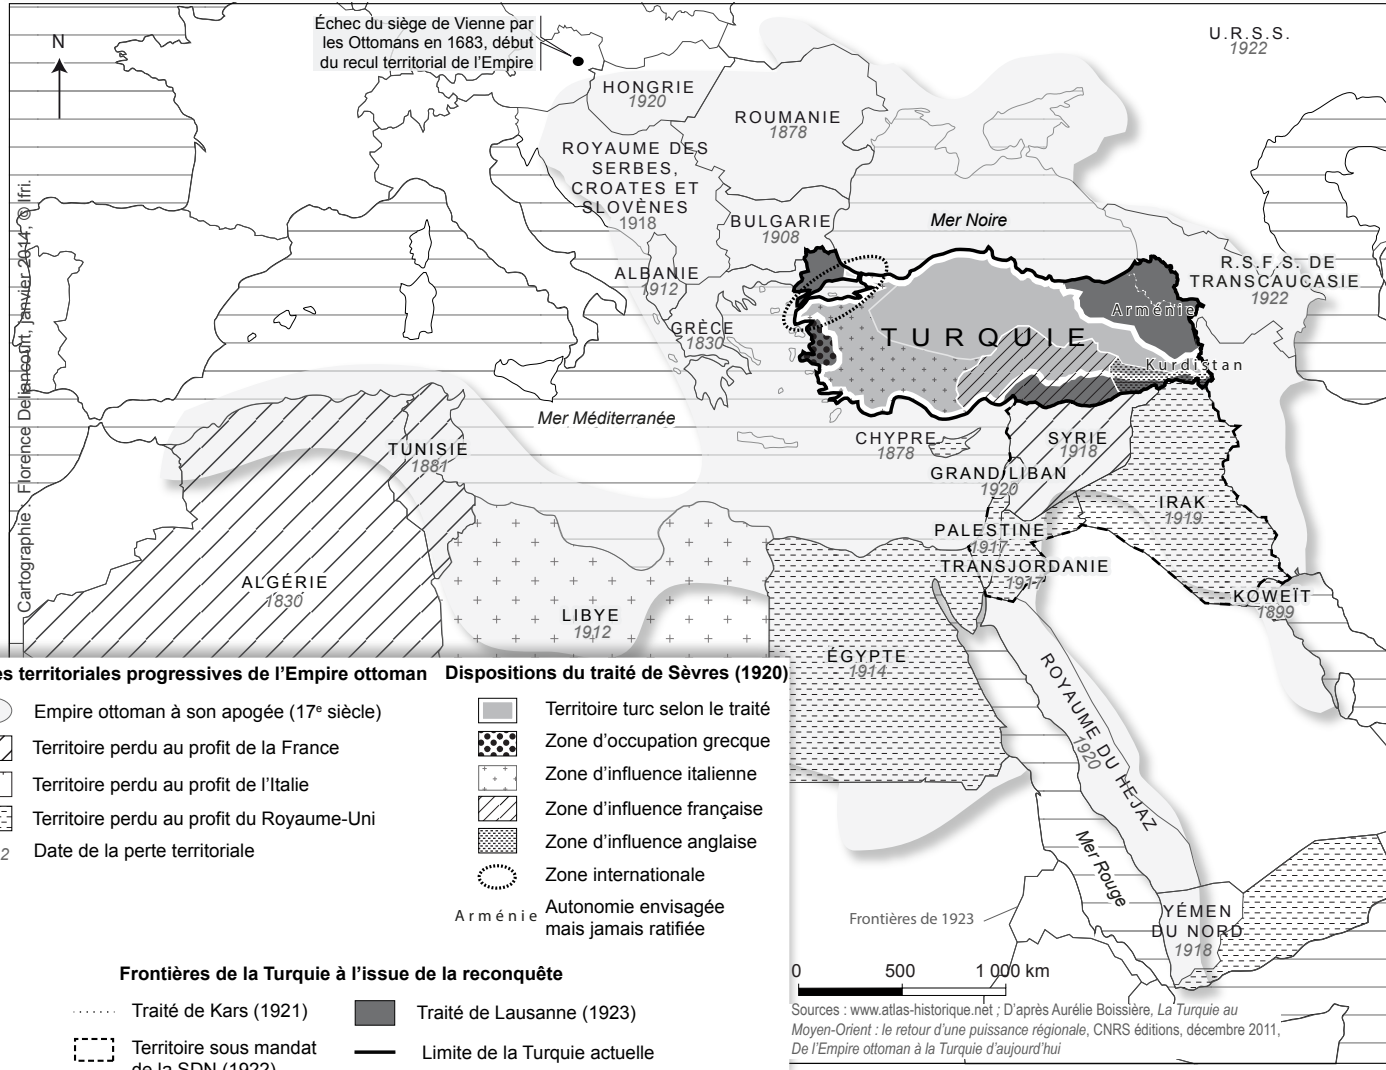 Échec du siège de Vienne par
les Ottomans en 1683, début
du recul territorial de l’Empire
N
U.R.S.S.
1922
HONGRIE
1920
ROUMANIE
1878
ROYAUME DES
SERBES,
CROATES ET
SLOVÈNES
1918
BULGARIE
1908
Mer Noire
ALBANIE
1912
R.S.F.S. DE
TRANSCAUCASIE
1922
Arménie
GRÈCE
1830
TURQUIE
Kurdistan
Mer Méditerranée
TUNISIE
1881
CHYPRE
1878
SYRIE
1918
GRAND LIBAN
1920
IRAK
1919
PALESTINE
1917
TRANSJORDANIE
1917
ALGÉRIE
1830
LIBYE
1912
KOWEÏT
1899
ÉGYPTE
1914
ROYAUME DU HEJAZ
1920
Mer Rouge
YÉMEN
DU NORD
1918
Frontières de 1923
0 500 1 000 km
Cartographie : Florence Deliancourt, janvier 2014, © Ifri.
es territoriales progressives de l’Empire ottoman
Empire ottoman à son apogée (17e siècle)
Territoire perdu au profit de la France
Territoire perdu au profit de l’Italie
Territoire perdu au profit du Royaume-Uni
2 Date de la perte territoriale
Dispositions du traité de Sèvres (1920)
Territoire turc selon le traité
Zone d’occupation grecque
Zone d’influence italienne
Zone d’influence française
Zone d’influence anglaise
Zone internationale
Arménie Autonomie envisagée
mais jamais ratifiée
Frontières de la Turquie à l’issue de la reconquête
Traité de Kars (1921)
Traité de Lausanne (1923)
Territoire sous mandat
de la SDN (1922)
Limite de la Turquie actuelle
Sources : www.atlas-historique.net ; D’après Aurélie Boissière, La Turquie au
Moyen-Orient : le retour d’une puissance régionale, CNRS éditions, décembre 2011,
De l’Empire ottoman à la Turquie d’aujourd’hui